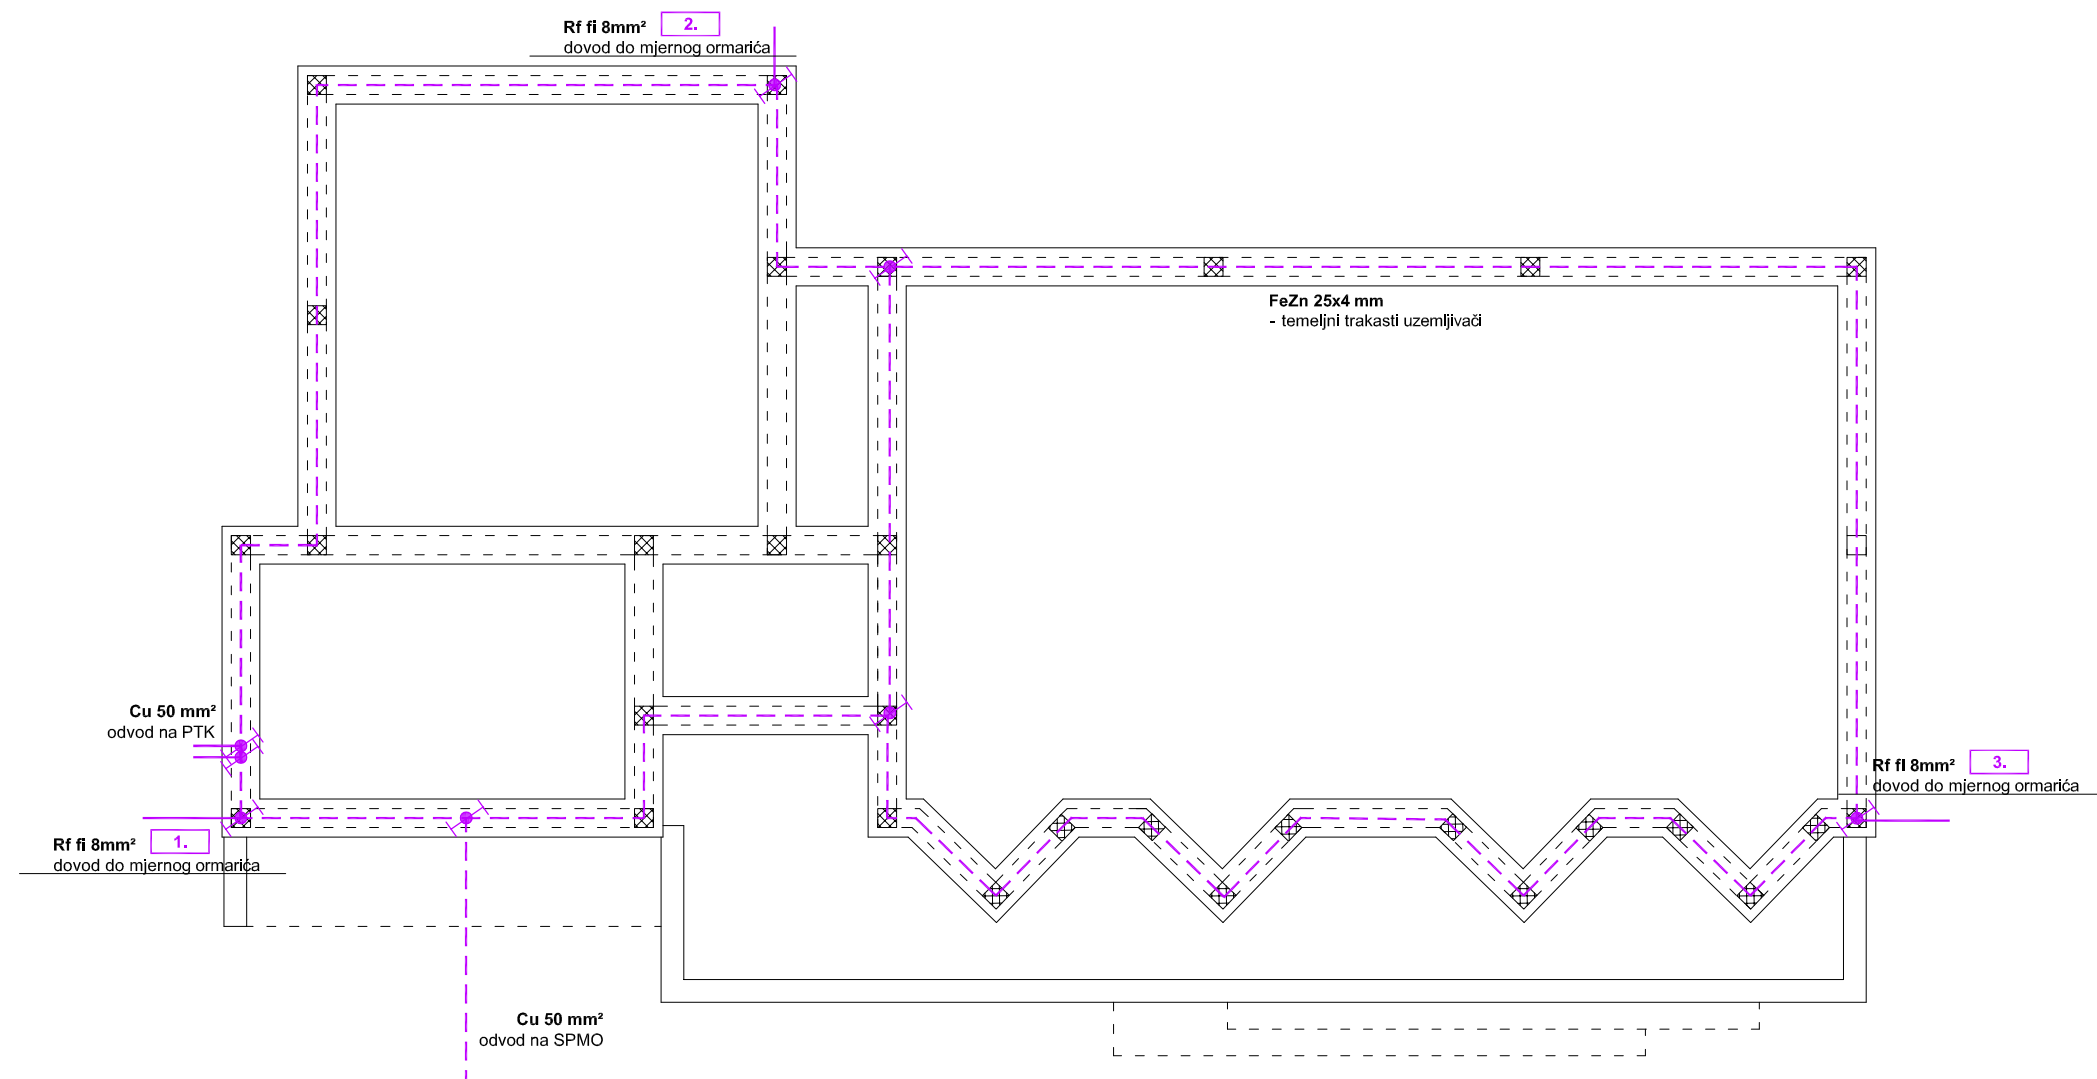 Rf fi 8mm² 2.
dovod do mjernog ormarića
FeZn 25x4 mm
- temeljni trakasti uzemljivači
Cu 50 mm²
odvod na PTK
Rf fI 8mm² 3.
dovod do mjernog ormarića
Rf fi 8mm² 1.
dovod do mjernog ormarića
Cu 50 mm²
odvod na SPMO